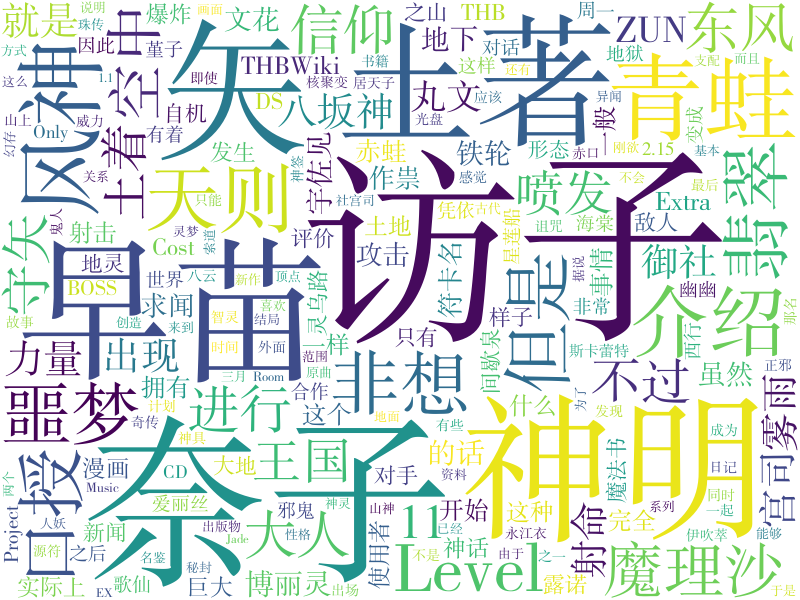 就是
爆炸
说明
画面
文花
之山
THB
周一
ZUN
东风
方式
珠传
因此
堇子
信仰
地下
对话
地狱
THBWiki
这样
1.1
即使
核聚变
居天子
书籍
而且
支配
风神
矢
土
著
青蛙
空中
DS
八坂神
丸文
应该
异闻
山上
威力
自机
Only
有着
光盘
一般
变成
幻存
赤蛙
铁轮
形态
刚欲
2.15
赤口
基本
土着
发生
宇佐见
神签
感觉
不会
最后
关系
只能
作祟
社宫司
喷发
翡翠
天则
鬼人
灵梦
土地
凭依
古代
诅咒
海棠
Extra
守矢
射击
Cost
索道
评价
攻击
星莲船
敌人
早苗
访子
但是
地灵
世界
八云
新作
顶点
符卡名
据说
御社
BOSS
求闻
智灵
结局
喜欢
灵乌路
样子
非常
事情
幽幽
那名
介绍
故事
创造
来到
时间
外面
范围
一样
只有
间歇泉
斯卡蕾特
西行
力量
出现
三月
Room
原曲
非想
不过
正邪
虽然
雾雨
噩梦
拥有
奇传
计划
合作
地面
这个
为了
发现
进行
神明
什么
成为
宫司
口授
奈子
漫画
CD
神具
大地
王国
有些
的话
资料
魔法书
日记
两个
Music
爱丽丝
邪鬼
神灵
对手
开始
这种
射命
同时
一起
系列
Project
新闻
出版物
山神
大人
11
已经
永江衣
完全
伊吹萃
能够
人妖
源符
之后
名鉴
性格
Jade
使用者
不是
神话
由于
之一
露诺
魔理沙
实际上
EX
歌仙
秘封
巨大
出场
博丽灵
Level
于是